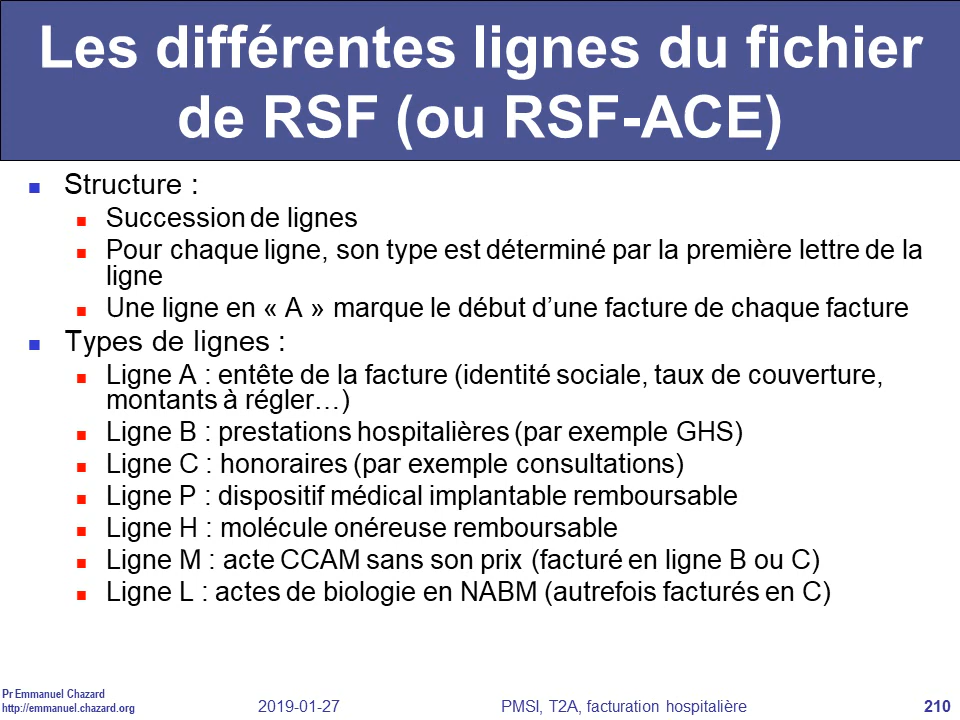 Les différentes lignes du fichier
de RSF (ou RSF-ACE)
Structure :
Succession de lignes
Pour chaque ligne, son type est déterminé par la première lettre de la
ligne
Une ligne en « A » marque le début d’une facture de chaque facture
Types de lignes :
Ligne A : entête de la facture (identité sociale, taux de couverture,
montants à régler…)
Ligne B : prestations hospitalières (par exemple GHS)
Ligne C : honoraires (par exemple consultations)
Ligne P : dispositif médical implantable remboursable
Ligne H : molécule onéreuse remboursable
Ligne M : acte CCAM sans son prix (facturé en ligne B ou C)
Ligne L : actes de biologie en NABM (autrefois facturés en C)
Pr Emmanuel Chazard
http://emmanuel.chazard.org
2019-01-27
PMSI, T2A, facturation hospitalière
210